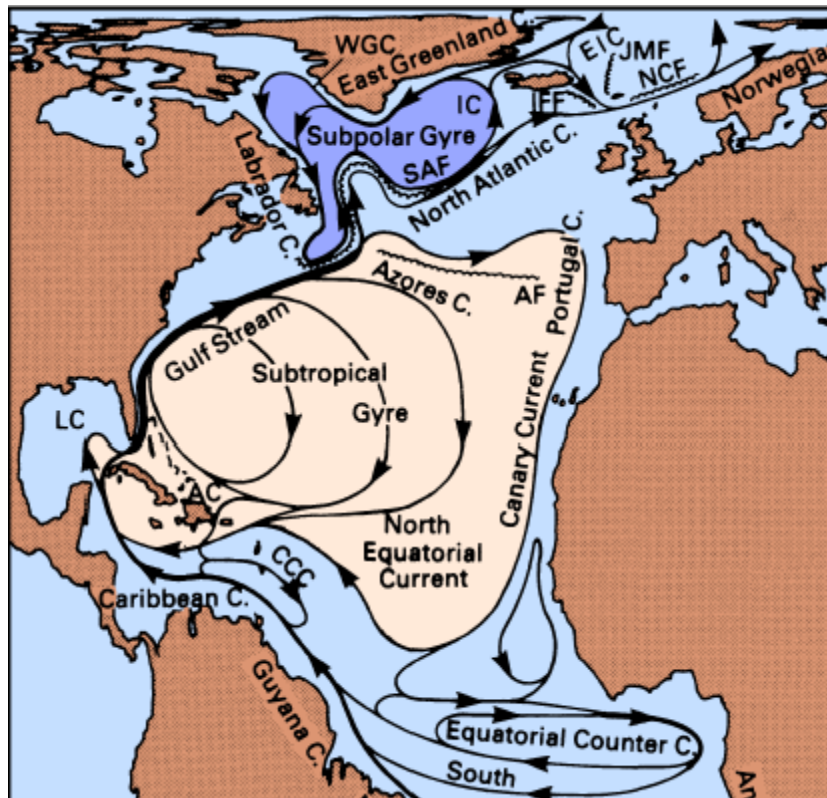 WGC
East Greenland C.
EIC
JMF
NCF
Norwegia
IC
IFF
Subpolar Gyre
SAF
North Atlantic C.
Labrador C.
Azores C.
AF
Portugal C.
Gulf Stream
Subtropical
Gyre
LC
AC
Canary Current
North
Equatorial
Current
CCC
Caribbean C.
Guyana C.
Equatorial Counter C.
South
An